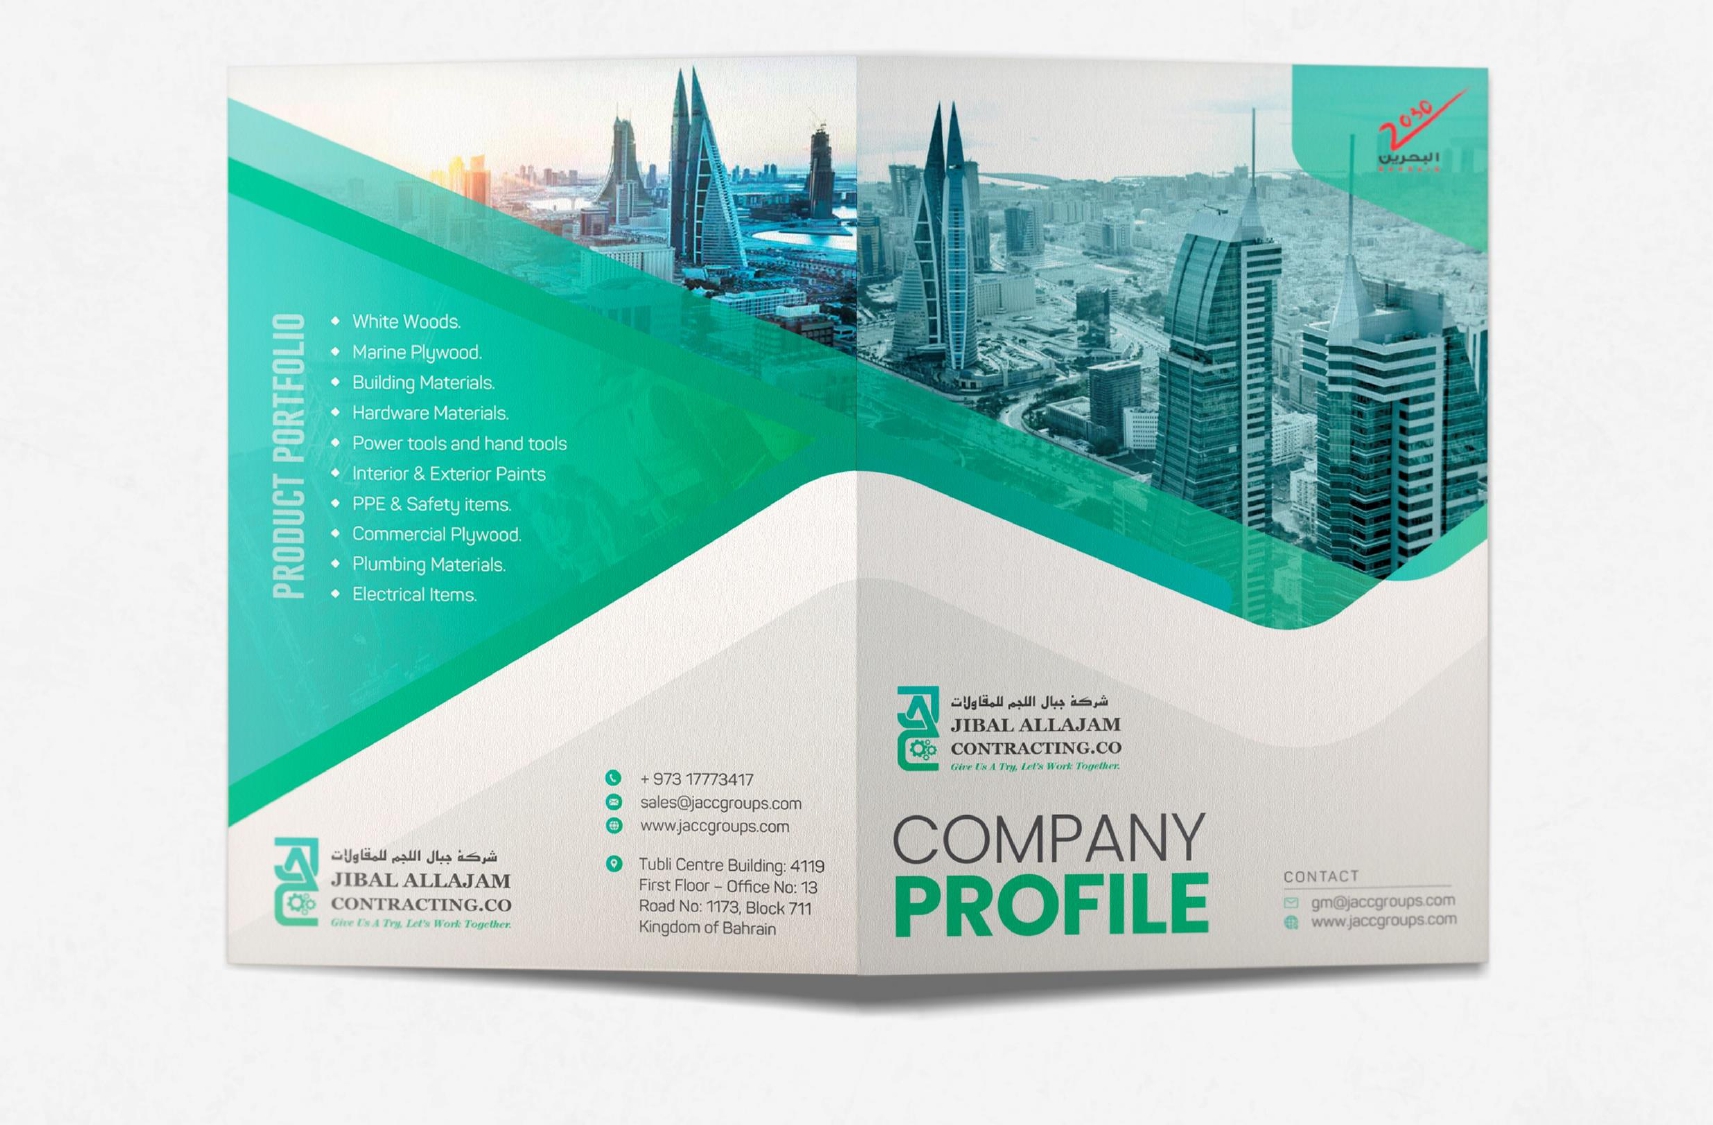 PRODUCT PORTFOLIO
White Woods.
Marine Plywood.
Building Materials.
Hardware Materials.
Power tools and hand tools
Interior & Exterior Paints
PPE & Safety items.
Commercial Plywood.
Plumbing Materials.
Electrical Items.
شركة جبال اللجم للمقاولات
JIBAL ALLAJAM
CONTRACTING.CO
Give Us A Try, Let's Work Together.
+ 973 17773417
sales@jaccgroups.com
www.jaccgroups.com
Tubli Centre Building: 4119
First Floor – Office No: 13
Road No: 1173, Block 711
Kingdom of Bahrain
2030
البحرين
BAHRAIN
شركة جبال اللجم للمقاولات
JIBAL ALLAJAM
CONTRACTING.CO
Give Us A Try, Let's Work Together.
COMPANY
PROFILE
CONTACT
gm@jaccgroups.com
www.jaccgroups.com